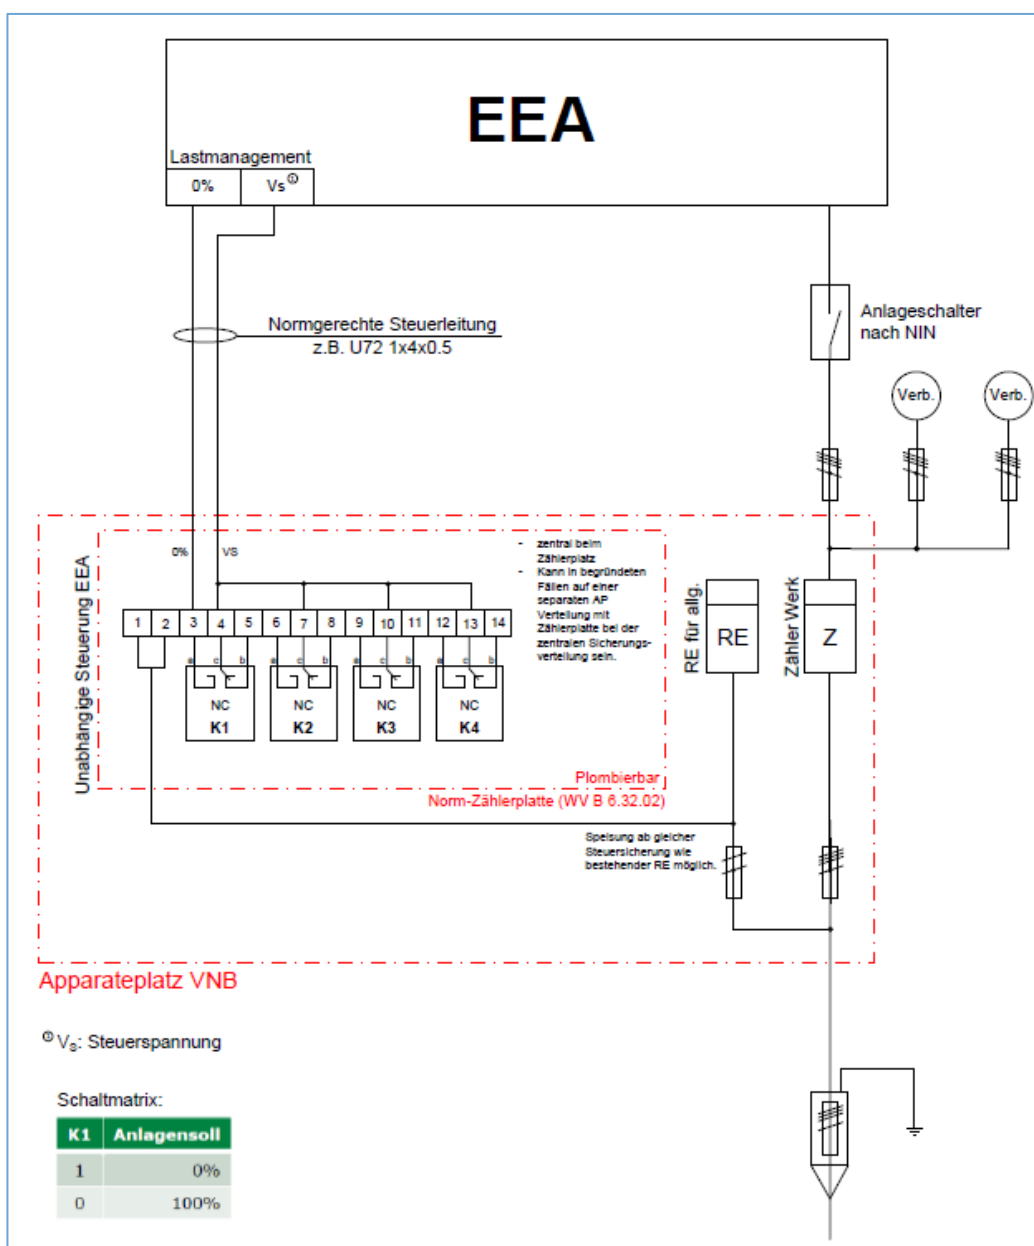 EEA
Lastmanagement
0% Vs①
Normgerechte Steuerleitung
z.B. U72 1x4x0.5
Anlageschalter
nach NIN
Verb. Verb.
Unabhängige Steuerung EEA
0% VS
- zentral beim
Zählerplatz
- Kann in begründeten
Fällen auf einer
separaten AP
Verteilung mit
Zählerplatte bei der
zentralen Sicherungs-
verteilung sein.
1 2 3 4 5 6 7 8 9 10 11 12 13 14
a c b a c b a c b a c b
NC NC NC NC
K1 K2 K3 K4
RE für allg.
RE
Zähler Werk
Z
Plombierbar
Norm-Zählerplatte (WV B 6.32.02)
Speisung ab gleicher
Steuersicherung wie
bestehender RE möglich.
Apparateplatz VNB
① Vs: Steuerspannung
Schaltmatrix:
K1 Anlagensoll
1 0%
0 100%